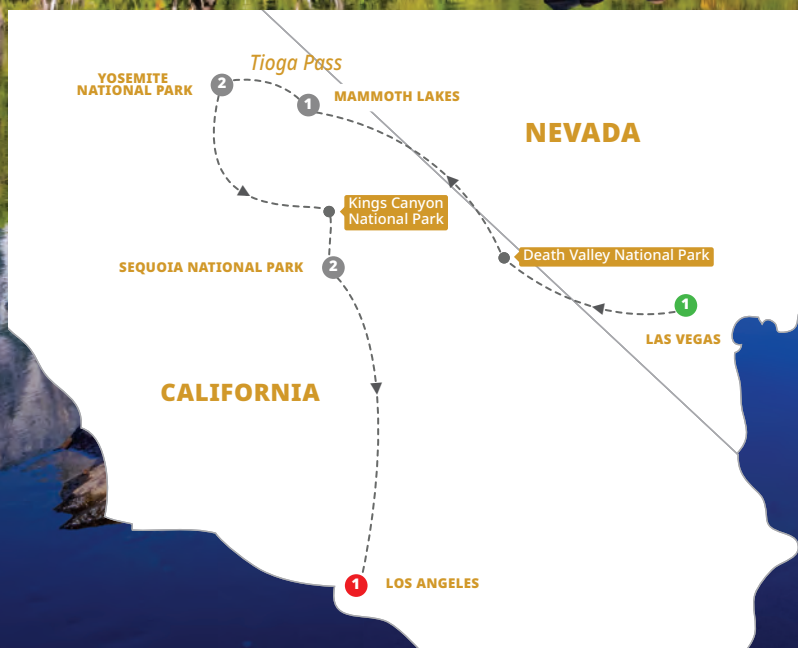 Tioga Pass
YOSEMITE
NATIONAL PARK
2
1
MAMMOTH LAKES
NEVADA
Kings Canyon
National Park
Death Valley National Park
SEQUOIA NATIONAL PARK
2
1
LAS VEGAS
CALIFORNIA
1
LOS ANGELES